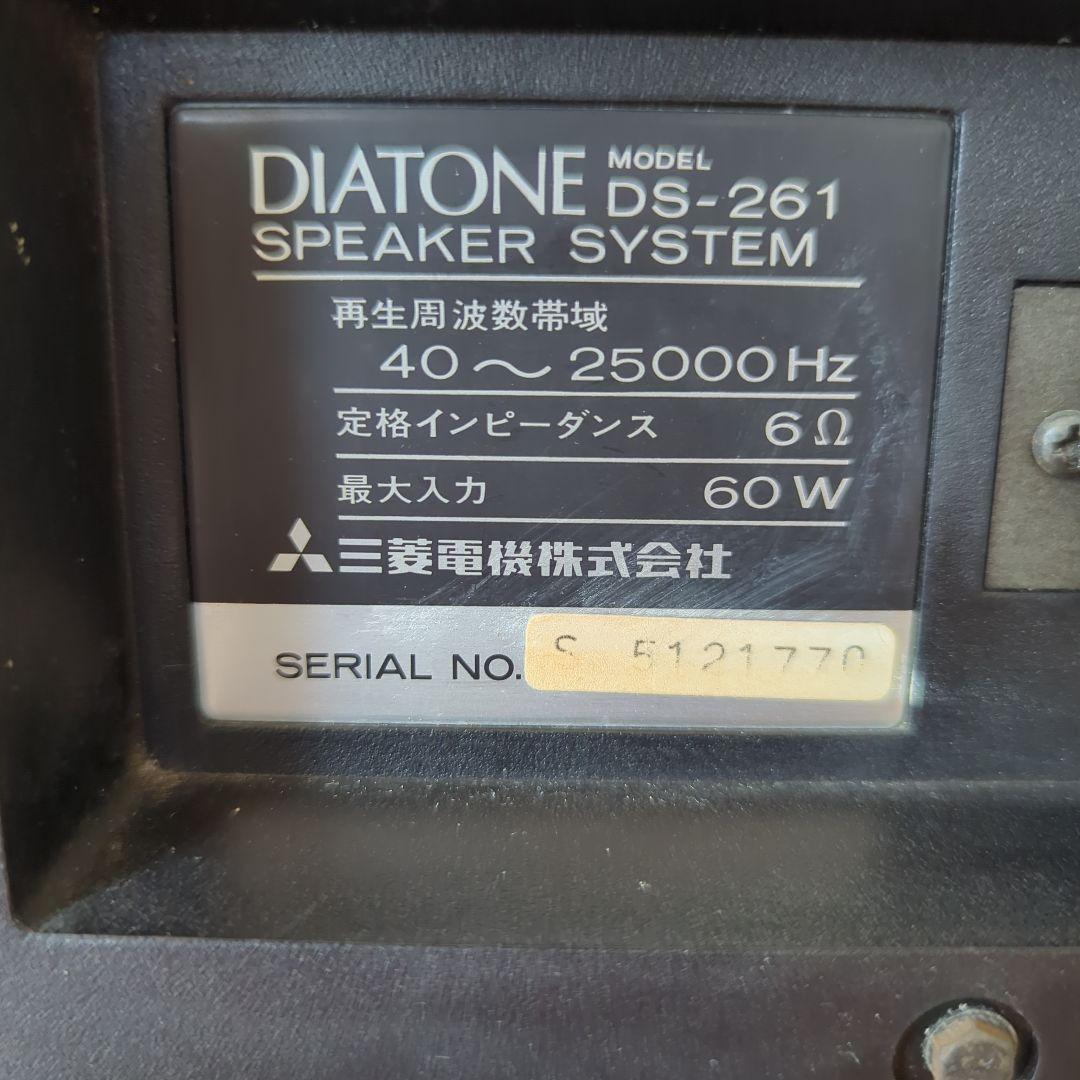 DIATONE MODEL DS-261
SPEAKER SYSTEM
再生周波数帯域
40～25000Hz
定格インピーダンス 6Ω
最大入力 60W
三菱電機株式会社
SERIAL NO. S 5121770